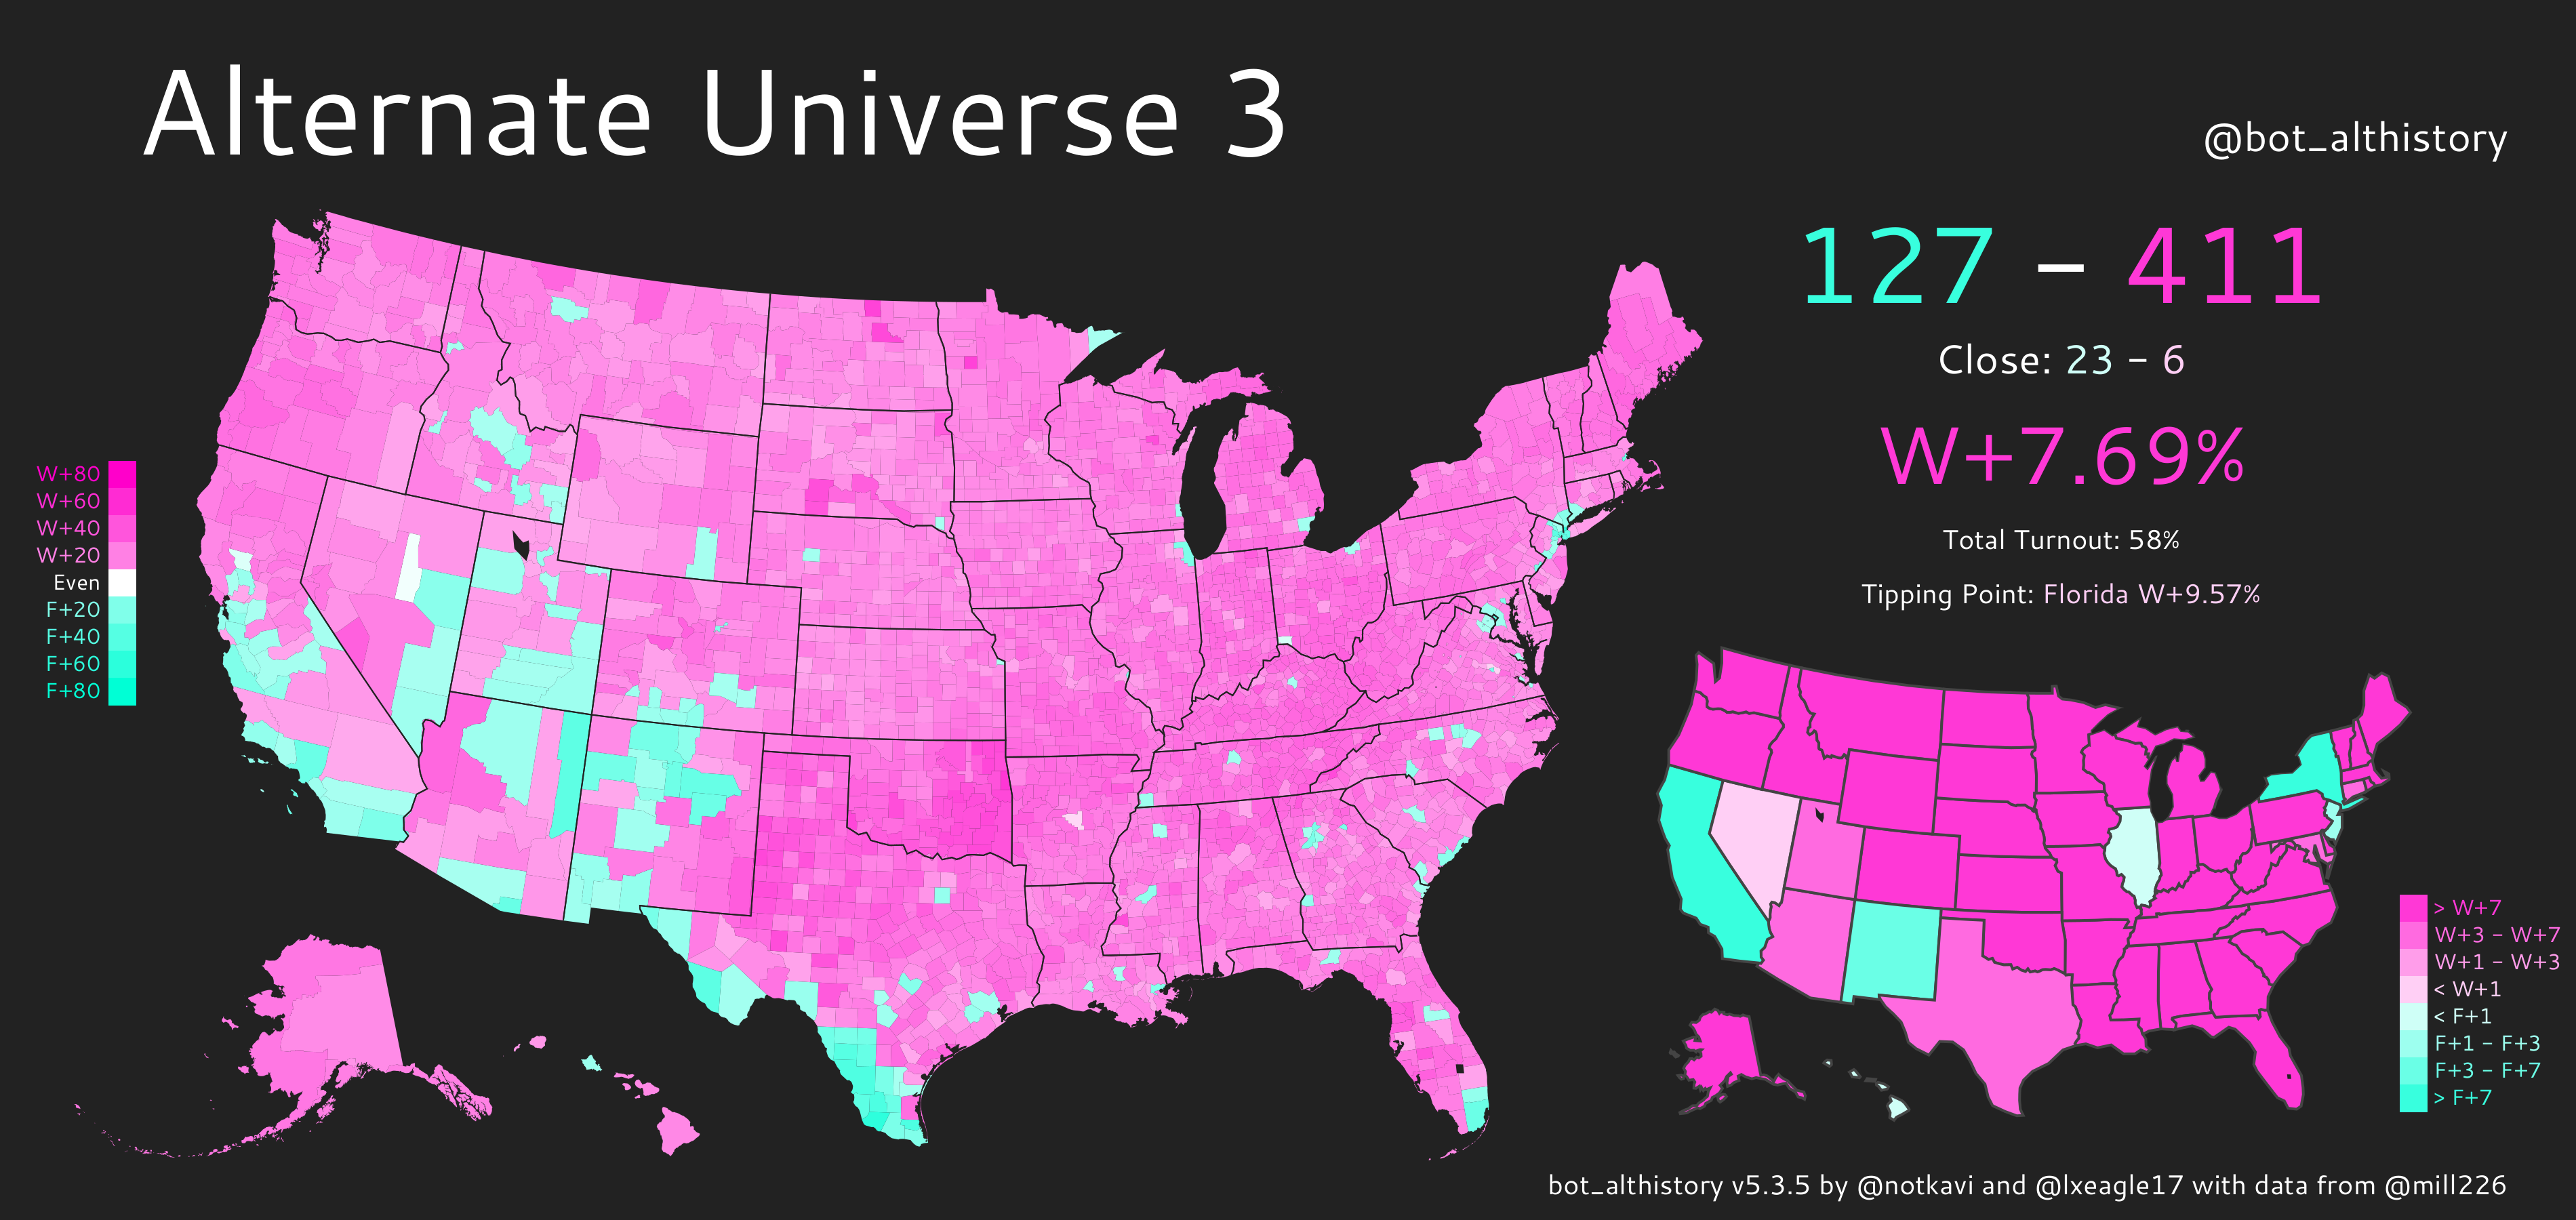 Alternate Universe 3
@bot_althistory
127 – 411
Close: 23 - 6
W+7.69%
Total Turnout: 58%
Tipping Point: Florida W+9.57%
W+80
W+60
W+40
W+20
Even
F+20
F+40
F+60
F+80
> W+7
W+3 - W+7
W+1 - W+3
< W+1
< F+1
F+1 - F+3
F+3 - F+7
> F+7
bot_althistory v5.3.5 by @notkavi and @lxeagle17 with data from @mill226